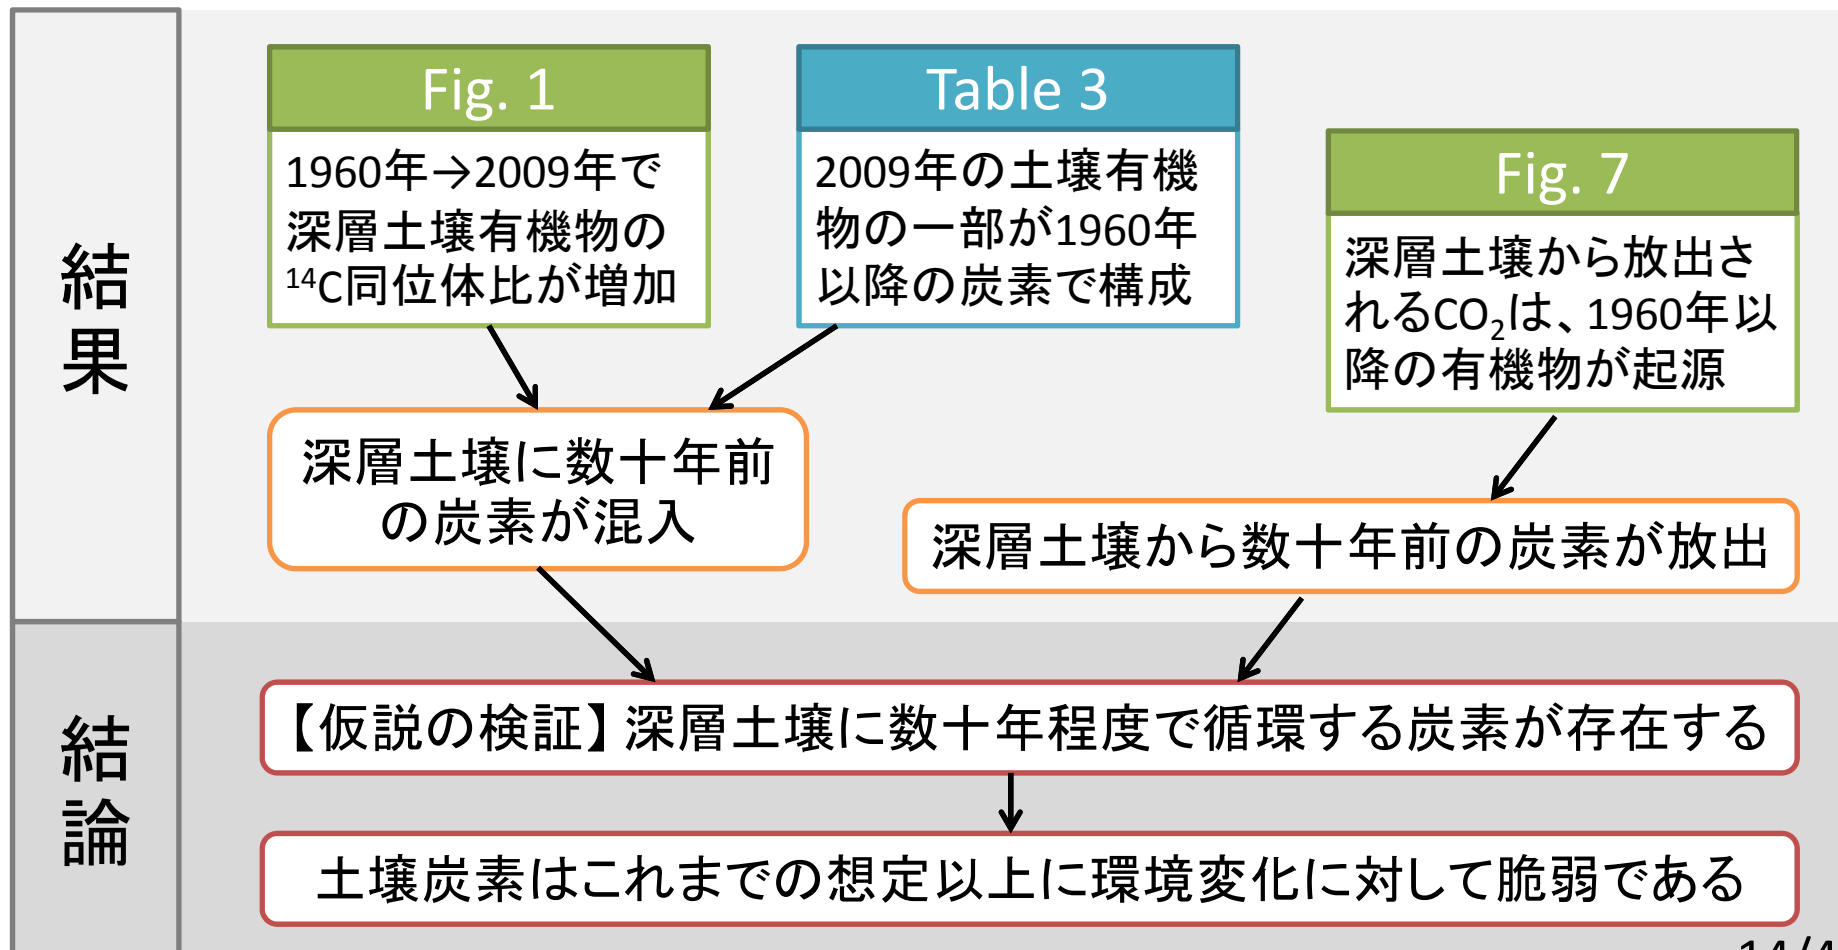 結果
Fig. 1
1960年→2009年で
深層土壌有機物の
¹⁴C同位体比が増加
Table 3
2009年の土壌有機
物の一部が1960年
以降の炭素で構成
Fig. 7
深層土壌から放出さ
れるCO₂は、1960年以
降の有機物が起源
深層土壌に数十年前
の炭素が混入
深層土壌から数十年前の炭素が放出
結論
【仮説の検証】深層土壌に数十年程度で循環する炭素が存在する
土壌炭素はこれまでの想定以上に環境変化に対して脆弱である